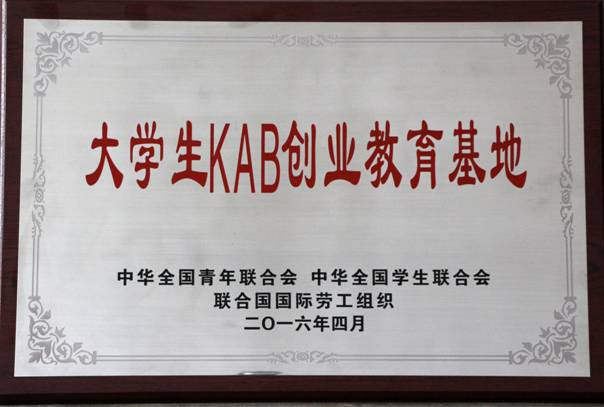 大学生KAB创业教育基地
中华全国青年联合会 中华全国学生联合会
联合国国际劳工组织
二〇一六年四月